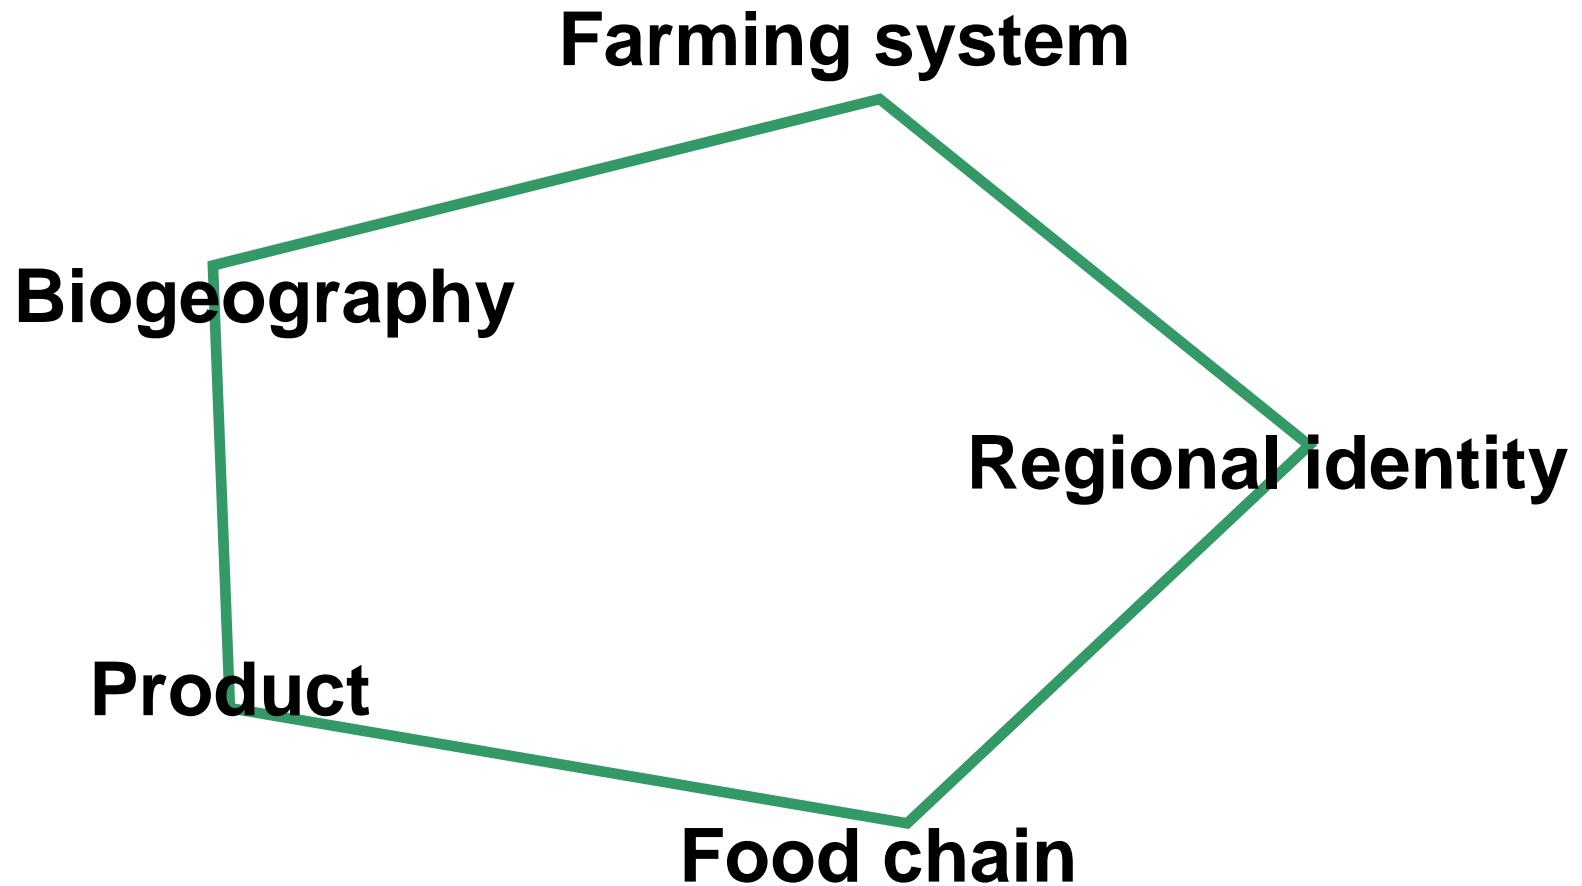 Farming system
Biogeography
Regional identity
Product
Food chain